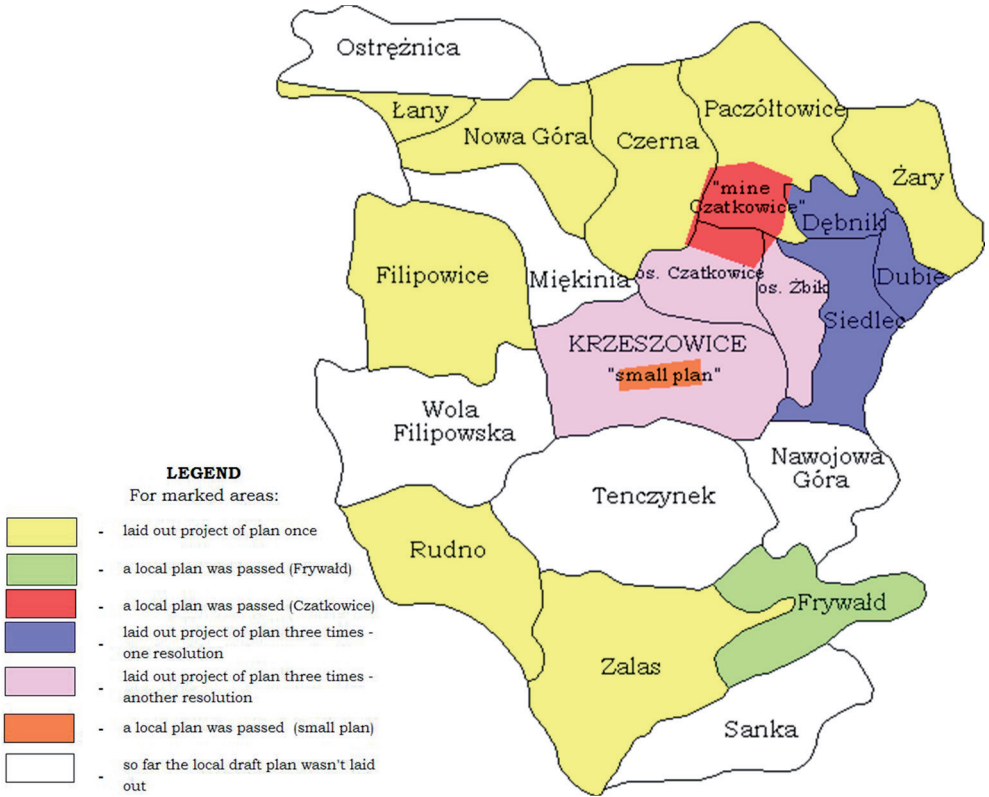 Ostrężnica
Łany
Nowa Góra
Czerna
Paczółtowice
Żary
"mine
Czatkowice"
Dębnik
Filipowice
Miękinia
os. Czatkowice
os. Żbik
Dubie
Siedlec
KRZESZOWICE
"small plan"
Wola
Filipowska
Nawojowa
Góra
Tenczynek
Rudno
Frywałd
Zalas
Sanka
LEGEND
For marked areas:
- laid out project of plan once
- a local plan was passed (Frywałd)
- a local plan was passed (Czatkowice)
- laid out project of plan three times -
one resolution
- laid out project of plan three times -
another resolution
- a local plan was passed (small plan)
- so far the local draft plan wasn't laid
out